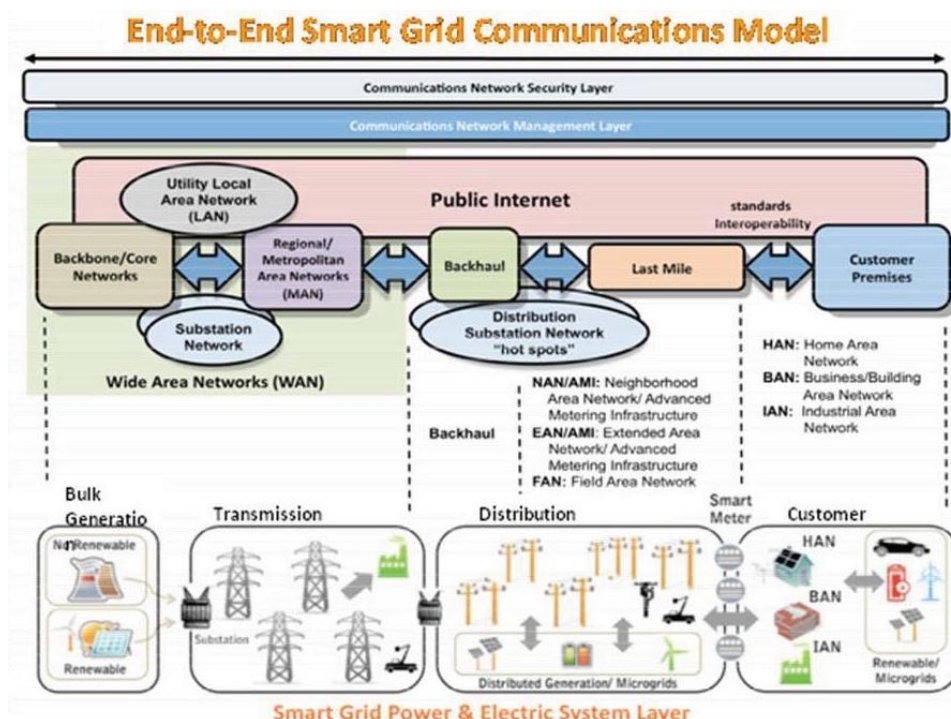 End-to-End Smart Grid Communications Model
Communications Network Security Layer
Communications Network Management Layer
Utility Local
Area Network
(LAN)
Public Internet
standards
Interoperability
Backbone/Core
Networks
Regional/
Metropolitan
Area Networks
(MAN)
Backhaul
Last Mile
Customer
Premises
Substation
Network
Distribution
Substation Network
"hot spots"
Wide Area Networks (WAN)
Backhaul
NAN/AMI: Neighborhood
Area Network/ Advanced
Metering Infrastructure
EAN/AMI: Extended Area
Network/ Advanced
Metering Infrastructure
FAN: Field Area Network
HAN: Home Area
Network
BAN: Business/Building
Area Network
IAN: Industrial Area
Network
Bulk
Generatio
n
Transmission
Distribution
Smart
Meter
Customer
Renewable
Substation
Renewable
Distributed Generation/ Microgrids
HAN
BAN
IAN
Renewable/
Microgrids
Smart Grid Power & Electric System Layer